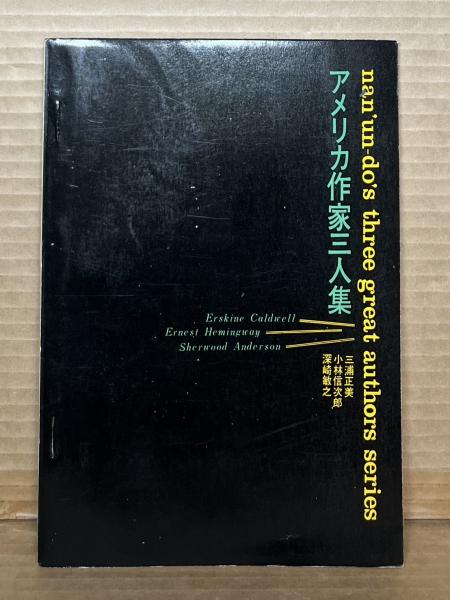 nan'un-do's three great authors series
アメリカ作家三人集
Erskine Caldwell
Ernest Hemingway
Sherwood Anderson
三浦正美
小林信次郎
深崎敏之